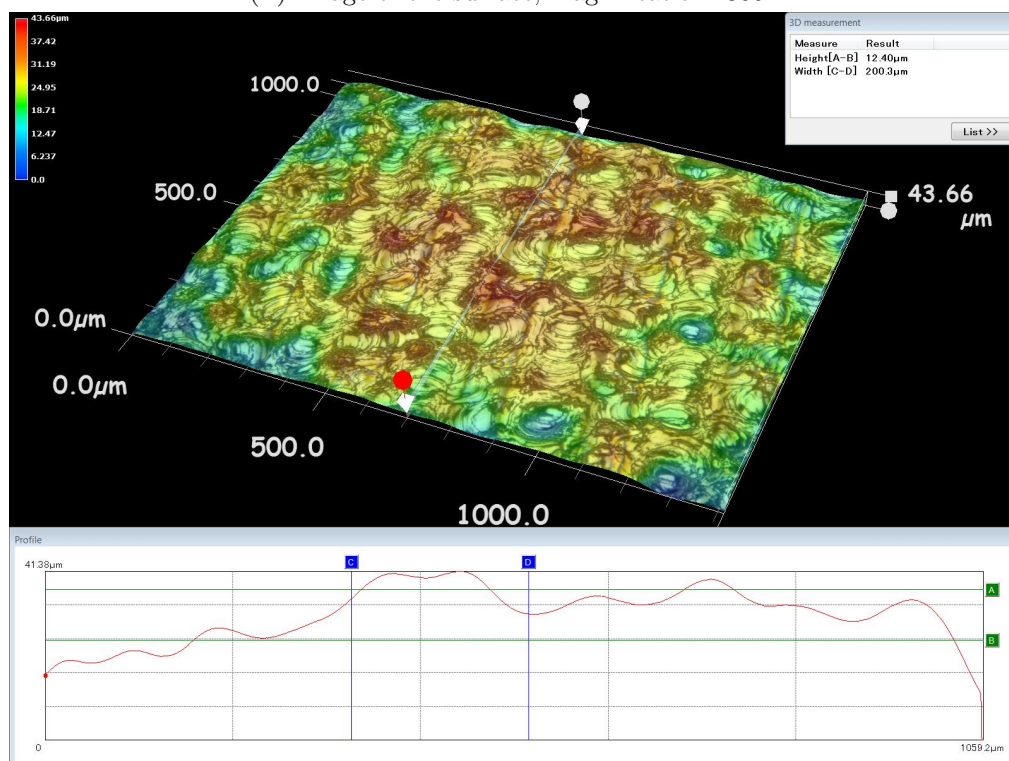 43.66µm
37.42
31.19
24.95
18.71
12.47
6.237
0.0
3D measurement
Measure Result
Height[A-B] 12.40µm
Width [C-D] 200.3µm
List >>
1000.0
500.0
0.0µm
0.0µm
500.0
1000.0
43.66
µm
Profile
41.38µm
C
D
A
B
0
1059.2µm